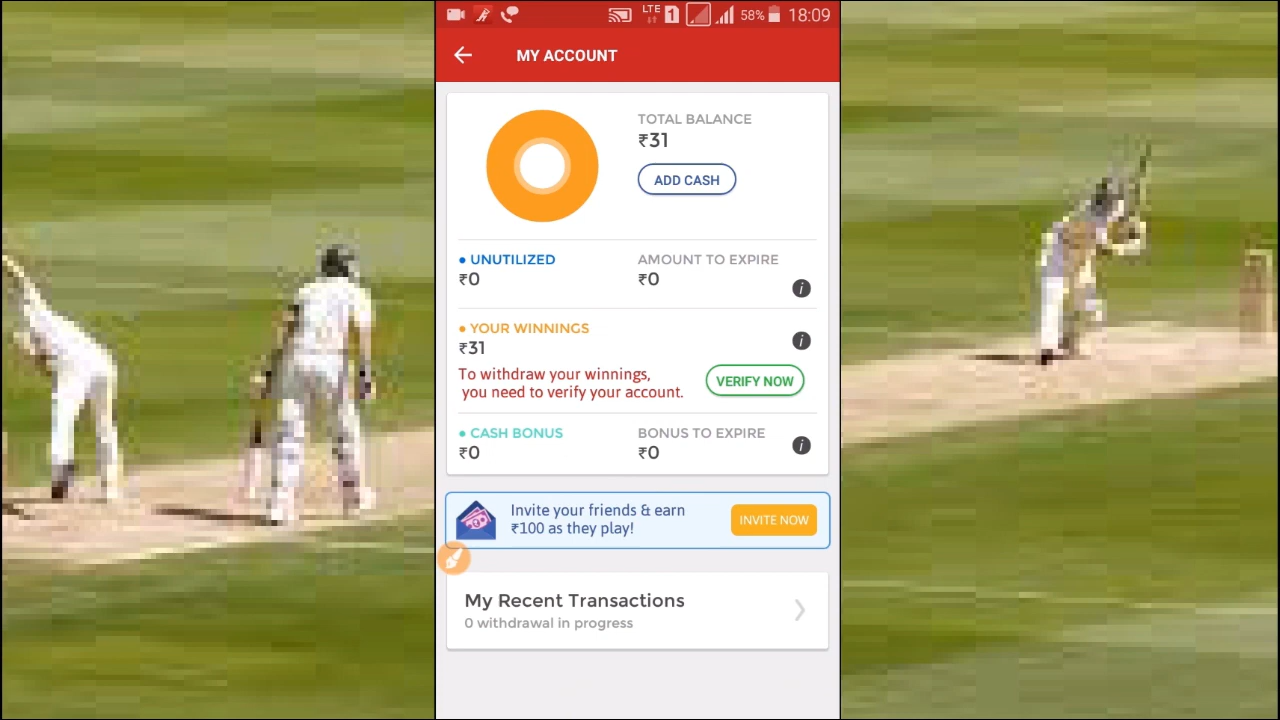 LTE 1 58% 18:09
MY ACCOUNT
TOTAL BALANCE
₹31
ADD CASH
• UNUTILIZED AMOUNT TO EXPIRE
₹0 ₹0
i
• YOUR WINNINGS
i
₹31
To withdraw your winnings,
you need to verify your account.
VERIFY NOW
• CASH BONUS BONUS TO EXPIRE
i
₹0 ₹0
Invite your friends & earn
₹100 as they play!
INVITE NOW
My Recent Transactions
0 withdrawal in progress